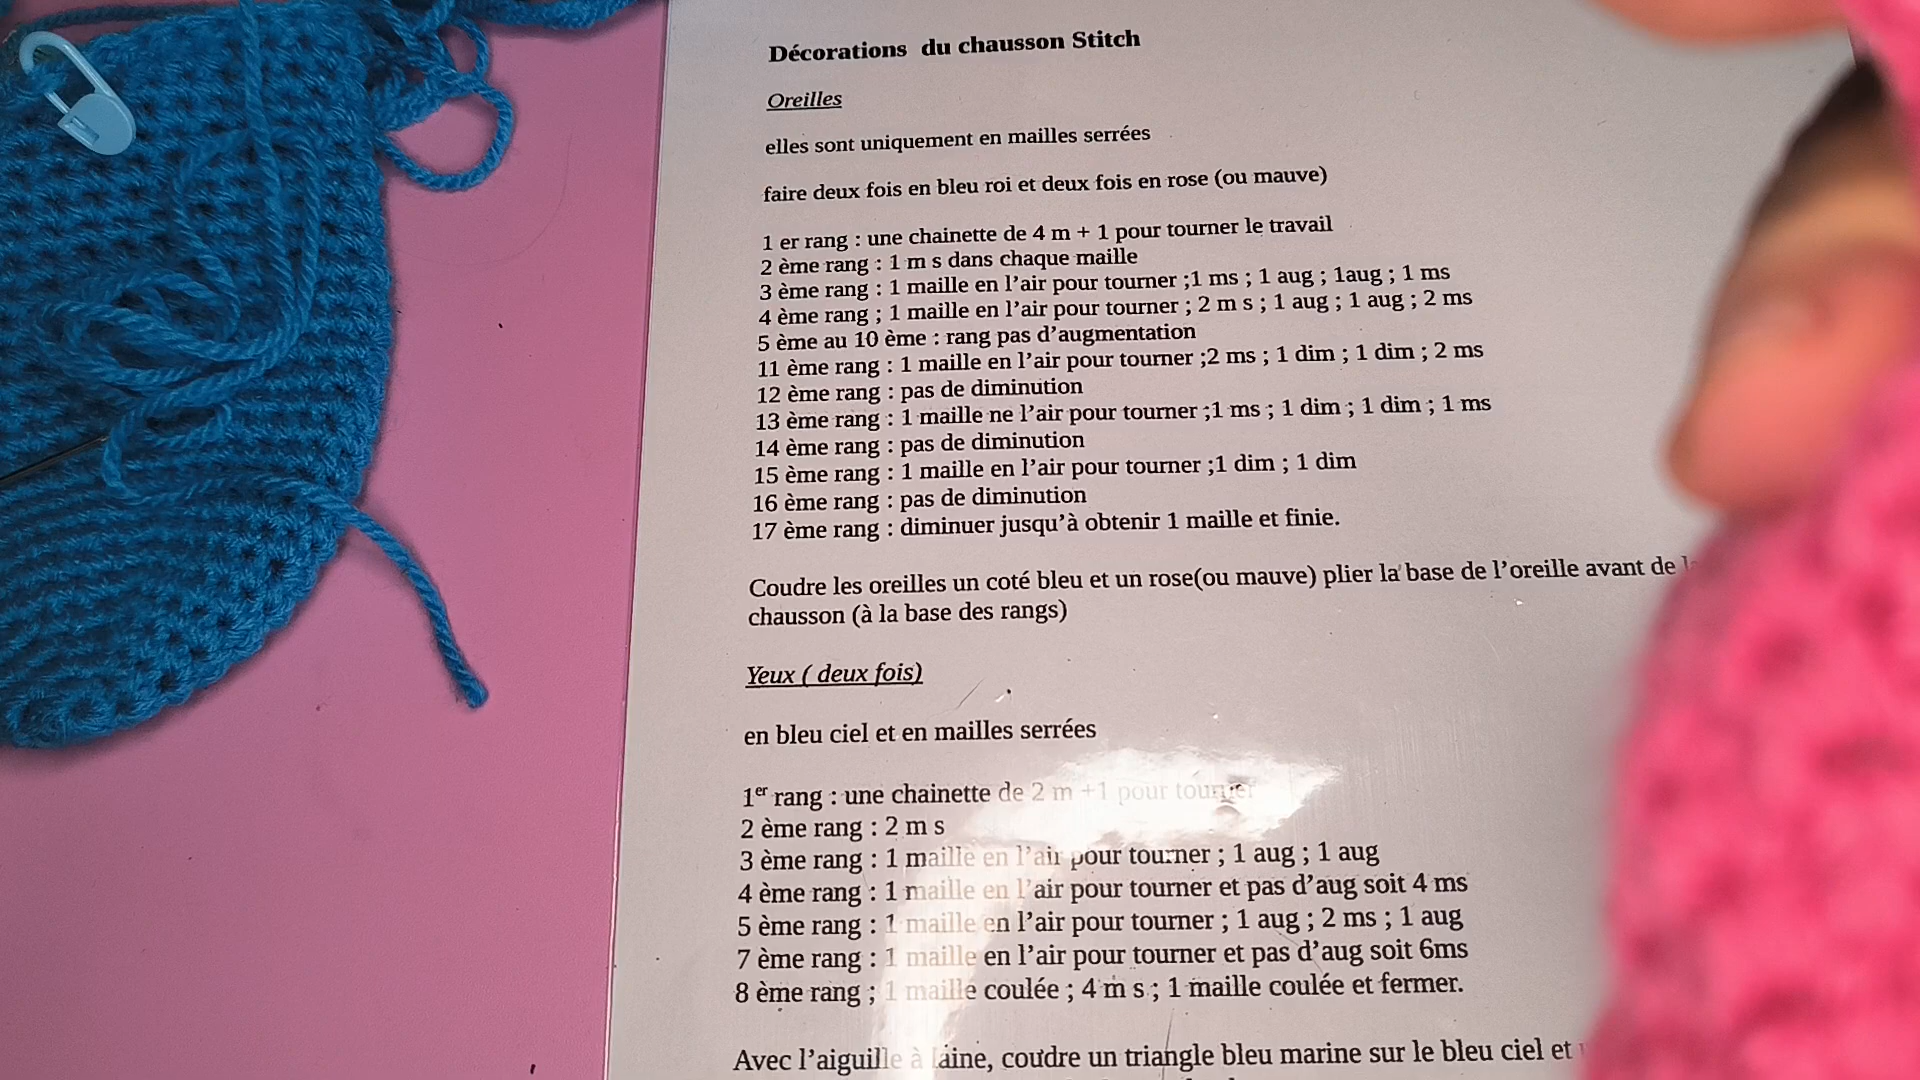 Décorations du chausson Stitch
Oreilles
elles sont uniquement en mailles serrées
faire deux fois en bleu roi et deux fois en rose (ou mauve)
1 er rang : une chainette de 4 m + 1 pour tourner le travail
2 ème rang : 1 m s dans chaque maille
3 ème rang : 1 maille en l'air pour tourner ;1 ms ; 1 aug ; 1aug ; 1 ms
4 ème rang ; 1 maille en l'air pour tourner ; 2 m s ; 1 aug ; 1 aug ; 2 ms
5 ème au 10 ème : rang pas d'augmentation
11 ème rang : 1 maille en l'air pour tourner ;2 ms ; 1 dim ; 1 dim ; 2 ms
12 ème rang : pas de diminution
13 ème rang : 1 maille ne l'air pour tourner ;1 ms ; 1 dim ; 1 dim ; 1 ms
14 ème rang : pas de diminution
15 ème rang : 1 maille en l'air pour tourner ;1 dim ; 1 dim
16 ème rang : pas de diminution
17 ème rang : diminuer jusqu'à obtenir 1 maille et finie.
Coudre les oreilles un coté bleu et un rose(ou mauve) plier la base de l'oreille avant de
chausson (à la base des rangs)
Yeux ( deux fois)
en bleu ciel et en mailles serrées
1er rang : une chainette de 2 m +1 pour tourner
2 ème rang : 2 m s
3 ème rang : 1 maille en l'air pour tourner ; 1 aug ; 1 aug
4 ème rang : 1 maille en l'air pour tourner et pas d'aug soit 4 ms
5 ème rang : 1 maille en l'air pour tourner ; 1 aug ; 2 ms ; 1 aug
7 ème rang : 1 maille en l'air pour tourner et pas d'aug soit 6ms
8 ème rang ; 1 maille coulée ; 4 m s ; 1 maille coulée et fermer.
Avec l'aiguille à laine, coudre un triangle bleu marine sur le bleu ciel et